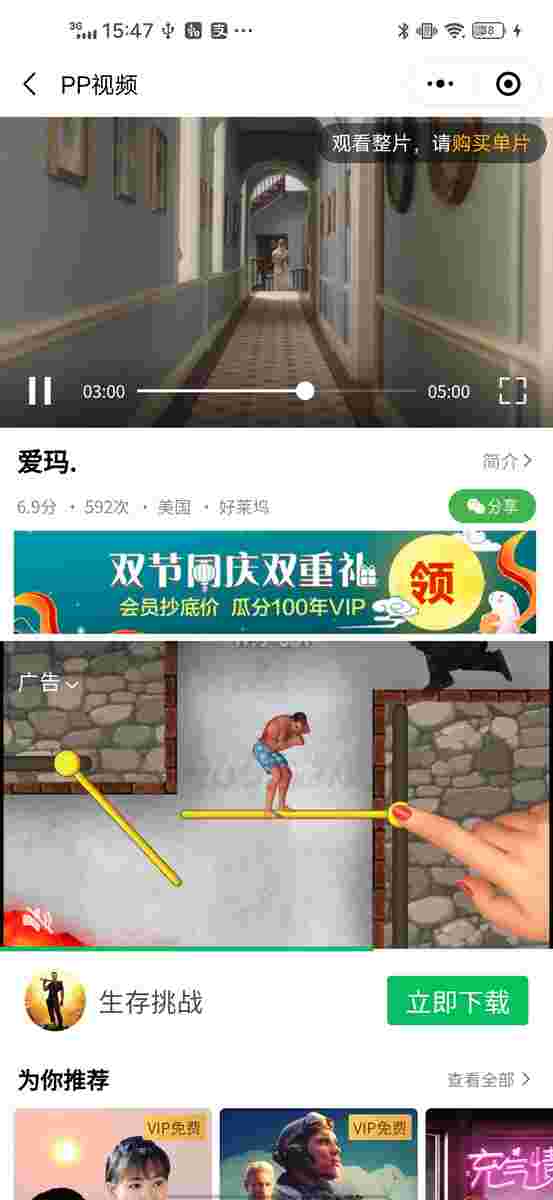 3G 15:47
PP视频
观看整片，请购买单片
03:00
05:00
爱玛.
简介
6.9分 · 592次 · 美国 · 好莱坞
分享
双节同庆双重礼
会员抄底价 瓜分100年VIP
领
广告
生存挑战
立即下载
为你推荐
查看全部
VIP免费
VIP免费